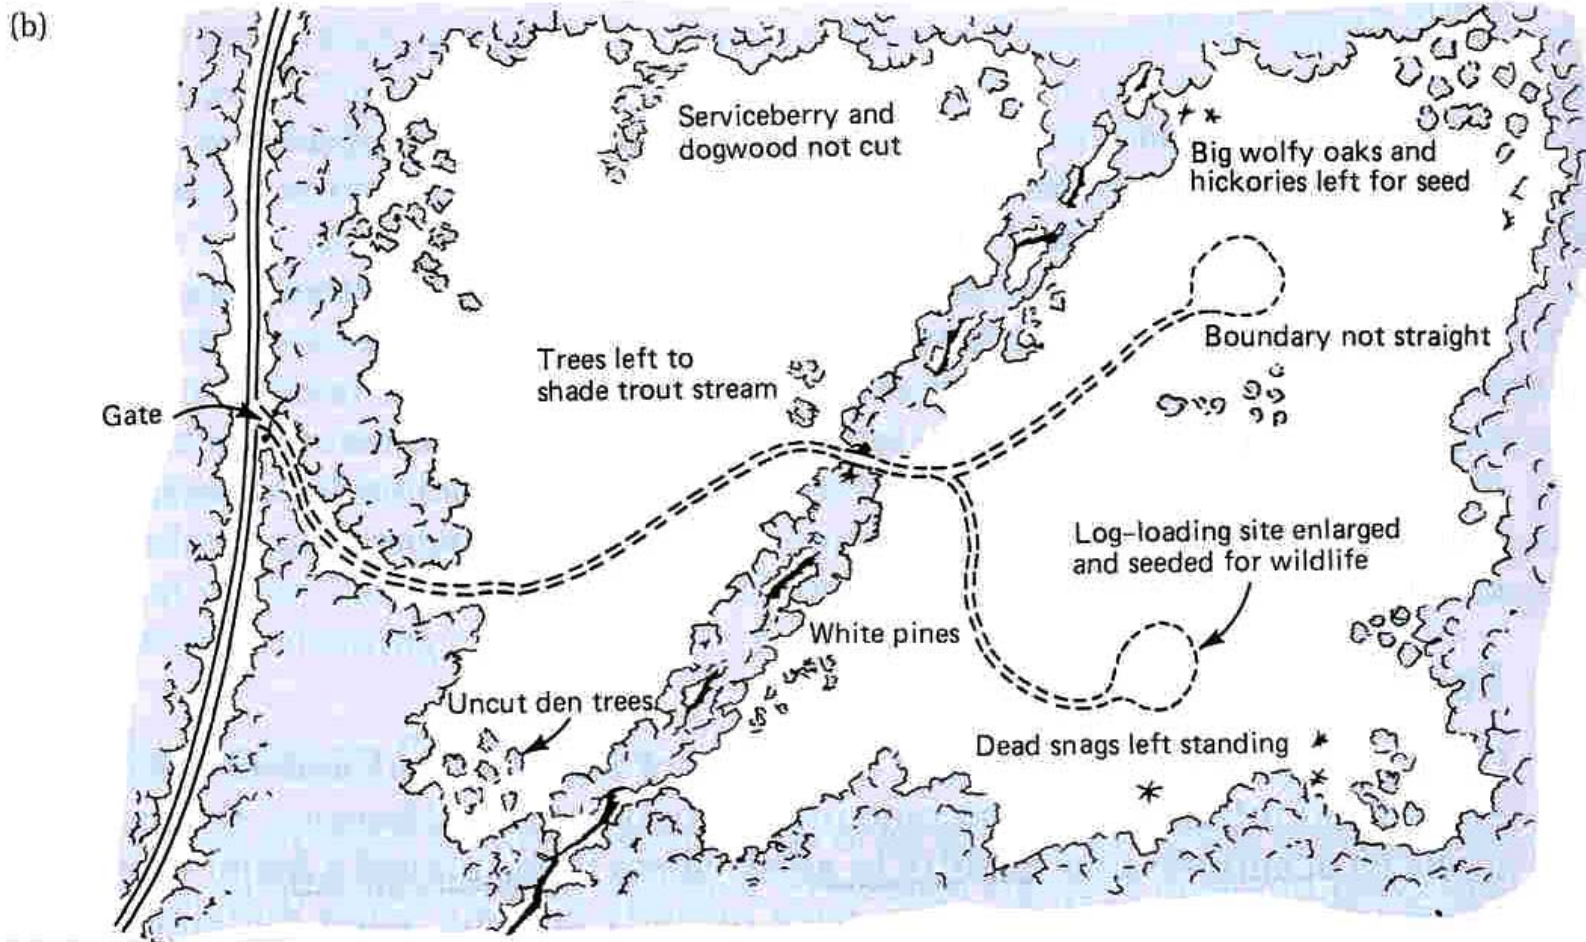 (b)
Serviceberry and
dogwood not cut
Big wolfy oaks and
hickories left for seed
Boundary not straight
Trees left to
shade trout stream
Gate
Log-loading site enlarged
and seeded for wildlife
White pines
Uncut den trees
Dead snags left standing